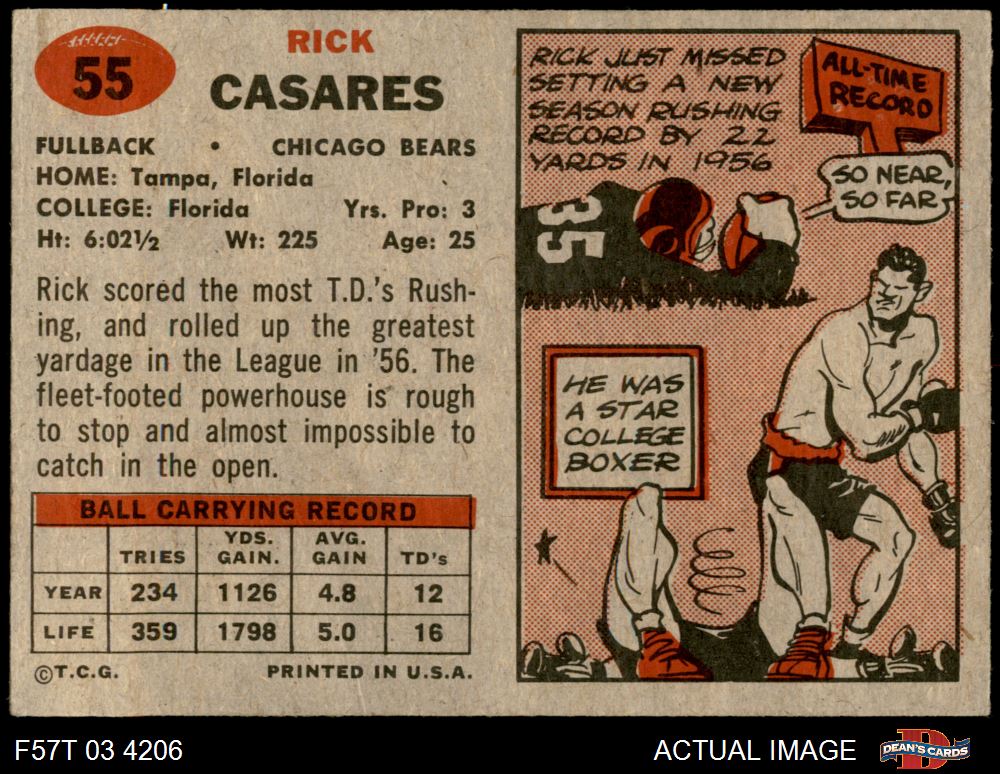 55
RICK
CASARES
FULLBACK • CHICAGO BEARS
HOME: Tampa, Florida
COLLEGE: Florida Yrs. Pro: 3
Ht: 6:02½ Wt: 225 Age: 25
Rick scored the most T.D.'s Rush-
ing, and rolled up the greatest
yardage in the League in '56. The
fleet-footed powerhouse is rough
to stop and almost impossible to
catch in the open.
BALL CARRYING RECORD
TRIES YDS. GAIN. AVG. GAIN TD's
YEAR 234 1126 4.8 12
LIFE 359 1798 5.0 16
©T.C.G. PRINTED IN U.S.A.
RICK JUST MISSED
SETTING A NEW
SEASON RUSHING
RECORD BY 22
YARDS IN 1956
ALL-TIME
RECORD
SO NEAR,
SO FAR
35
HE WAS
A STAR
COLLEGE
BOXER
F57T 03 4206
ACTUAL IMAGE
D
DEAN'S CARDS